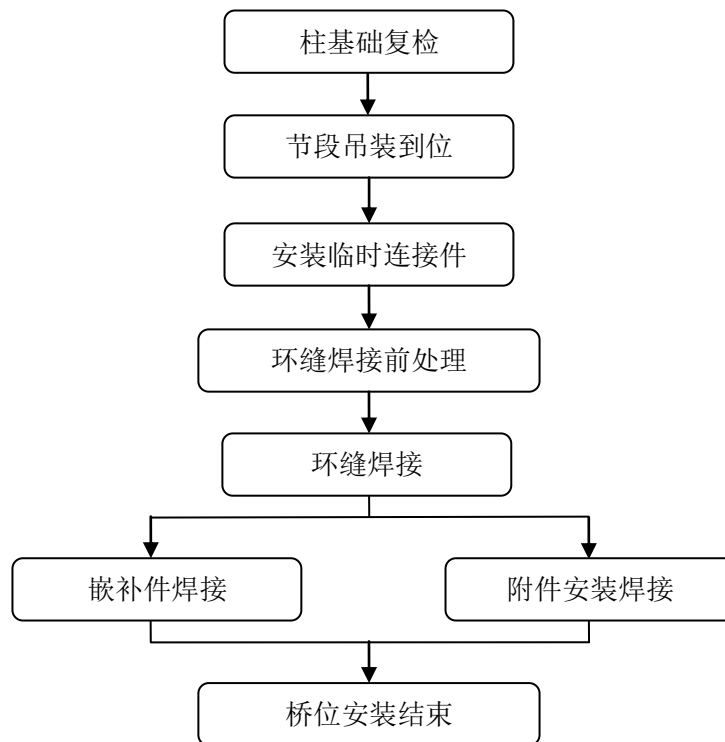 柱基础复检
节段吊装到位
安装临时连接件
环缝焊接前处理
环缝焊接
嵌补件焊接
附件安装焊接
桥位安装结束